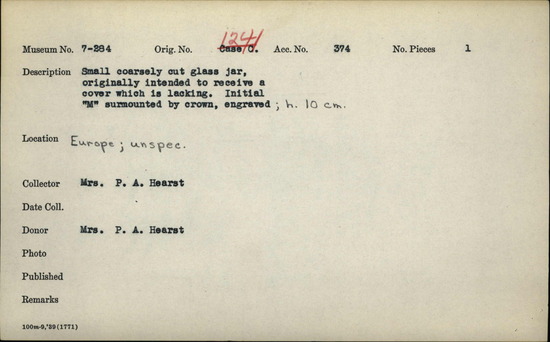 1241
Museum No. 7-284 Orig. No. Case/C. Acc. No. 374 No. Pieces 1
Description Small coarsely cut glass jar,
originally intended to receive a
cover which is lacking. Initial
"M" surmounted by crown, engraved ; h. 10 cm.
Location Europe ; unspec.
Collector Mrs. P. A. Hearst
Date Coll.
Donor Mrs. P. A. Hearst
Photo
Published
Remarks
100m-9,'39(1771)